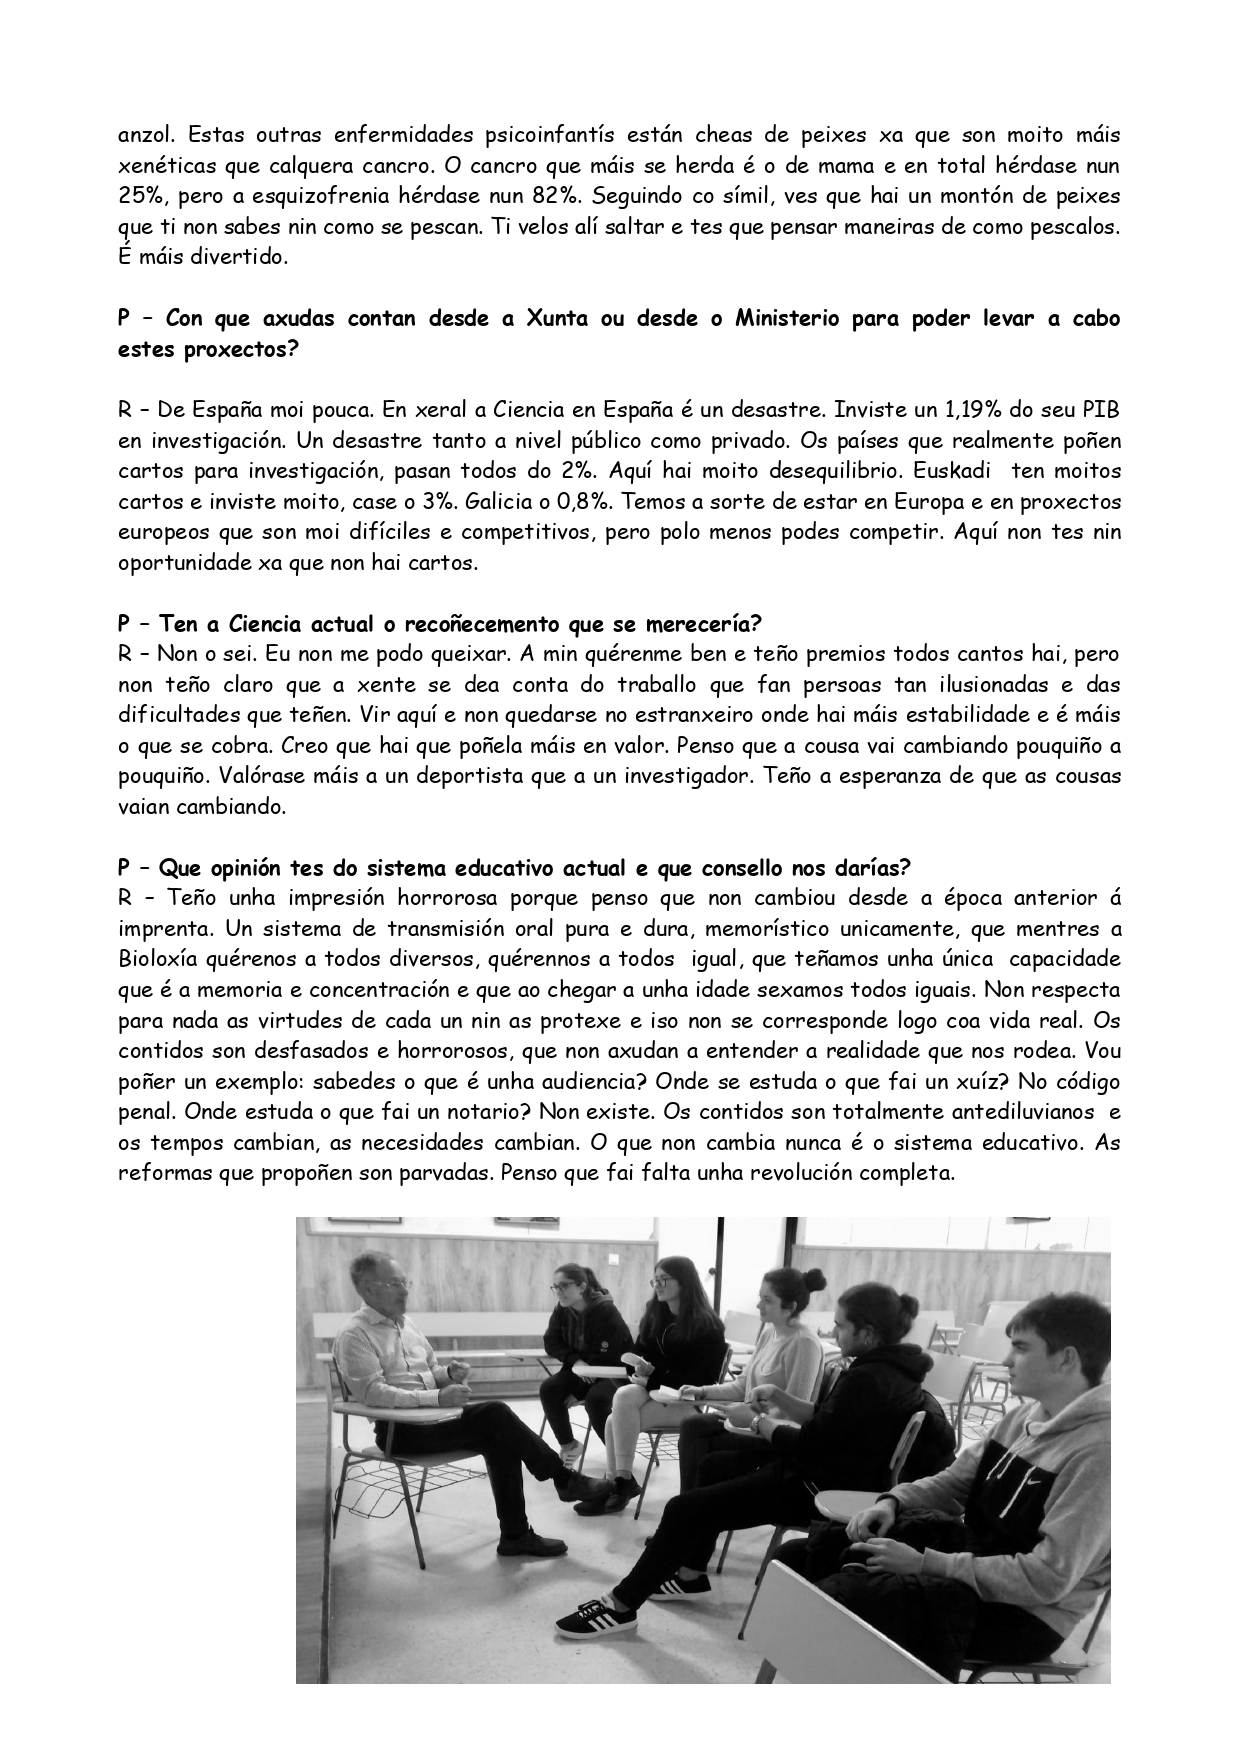 anzol. Estas outras enfermidades psicoinfantís están cheas de peixes xa que son moito máis
xenéticas que calquera cancro. O cancro que máis se herda é o de mama e en total hérdase nun
25%, pero a esquizofrenia hérdase nun 82%. Seguindo co símil, ves que hai un montón de peixes
que ti non sabes nin como se pescan. Ti velos alí saltar e tes que pensar maneiras de como pescalos.
É máis divertido.
P – Con que axudas contan desde a Xunta ou desde o Ministerio para poder levar a cabo
estes proxectos?
R – De España moi pouca. En xeral a Ciencia en España é un desastre. Inviste un 1,19% do seu PIB
en investigación. Un desastre tanto a nivel público como privado. Os países que realmente poñen
cartos para investigación, pasan todos do 2%. Aquí hai moito desequilibrio. Euskadi ten moitos
cartos e inviste moito, case o 3%. Galicia o 0,8%. Temos a sorte de estar en Europa e en proxectos
europeos que son moi difíciles e competitivos, pero polo menos podes competir. Aquí non tes nin
oportunidade xa que non hai cartos.
P – Ten a Ciencia actual o recoñecemento que se merecería?
R – Non o sei. Eu non me podo queixar. A min quérenme ben e teño premios todos cantos hai, pero
non teño claro que a xente se dea conta do traballo que fan persoas tan ilusionadas e das
dificultades que teñen. Vir aquí e non quedarse no estranxeiro onde hai máis estabilidade e é máis
o que se cobra. Creo que hai que poñela máis en valor. Penso que a cousa vai cambiando pouquiño a
pouquiño. Valórase máis a un deportista que a un investigador. Teño a esperanza de que as cousas
vaian cambiando.
P – Que opinión tes do sistema educativo actual e que consello nos darías?
R – Teño unha impresión horrorosa porque penso que non cambiou desde a época anterior á
imprenta. Un sistema de transmisión oral pura e dura, memorístico unicamente, que mentres a
Bioloxía quérenos a todos diversos, quérennos a todos igual, que teñamos unha única capacidade
que é a memoria e concentración e que ao chegar a unha idade sexamos todos iguais. Non respecta
para nada as virtudes de cada un nin as protexe e iso non se corresponde logo coa vida real. Os
contidos son desfasados e horrorosos, que non axudan a entender a realidade que nos rodea. Vou
poñer un exemplo: sabedes o que é unha audiencia? Onde se estuda o que fai un xuíz? No código
penal. Onde estuda o que fai un notario? Non existe. Os contidos son totalmente antediluvianos e
os tempos cambian, as necesidades cambian. O que non cambia nunca é o sistema educativo. As
reformas que propoñen son parvadas. Penso que fai falta unha revolución completa.